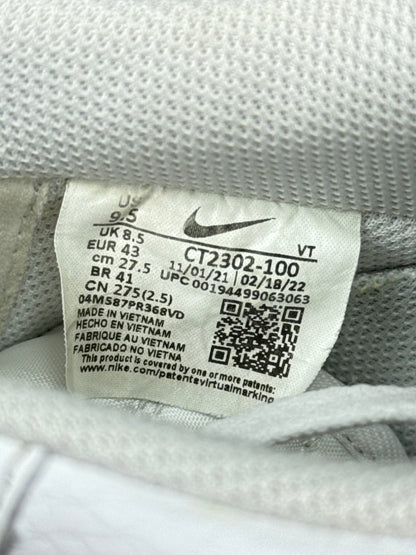 US
9.5
UK 8.5
EUR 43
cm 27.5
BR 41
CN 275(2.5)
VT
CT2302-100
11/01/21 02/18/22
UPC 00194499063063
04MS87PR368VD
MADE IN VIETNAM
HECHO EN VIETNAM
FABRIQUE AU VIETNAM
FABRICADO NO VIETNA
This product is covered by one or more patents:
www.nike.com/patentsvirtualmarking